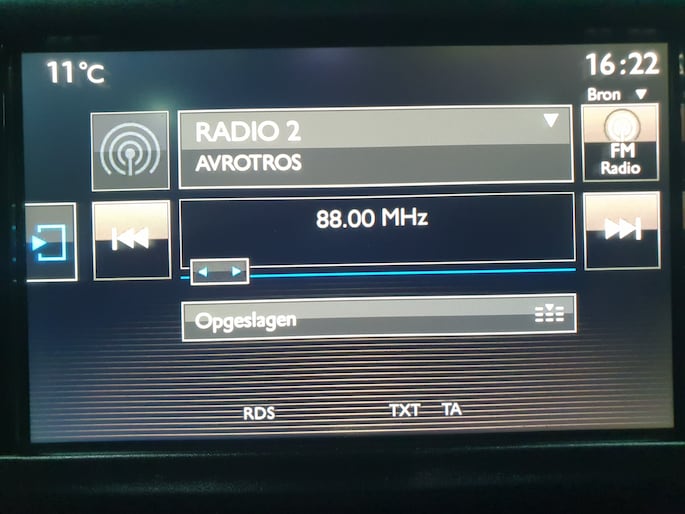 11°C
16:22
Bron ▼
RADIO 2
AVROTROS
FM
Radio
88.00 MHz
Opgeslagen
RDS TXT TA